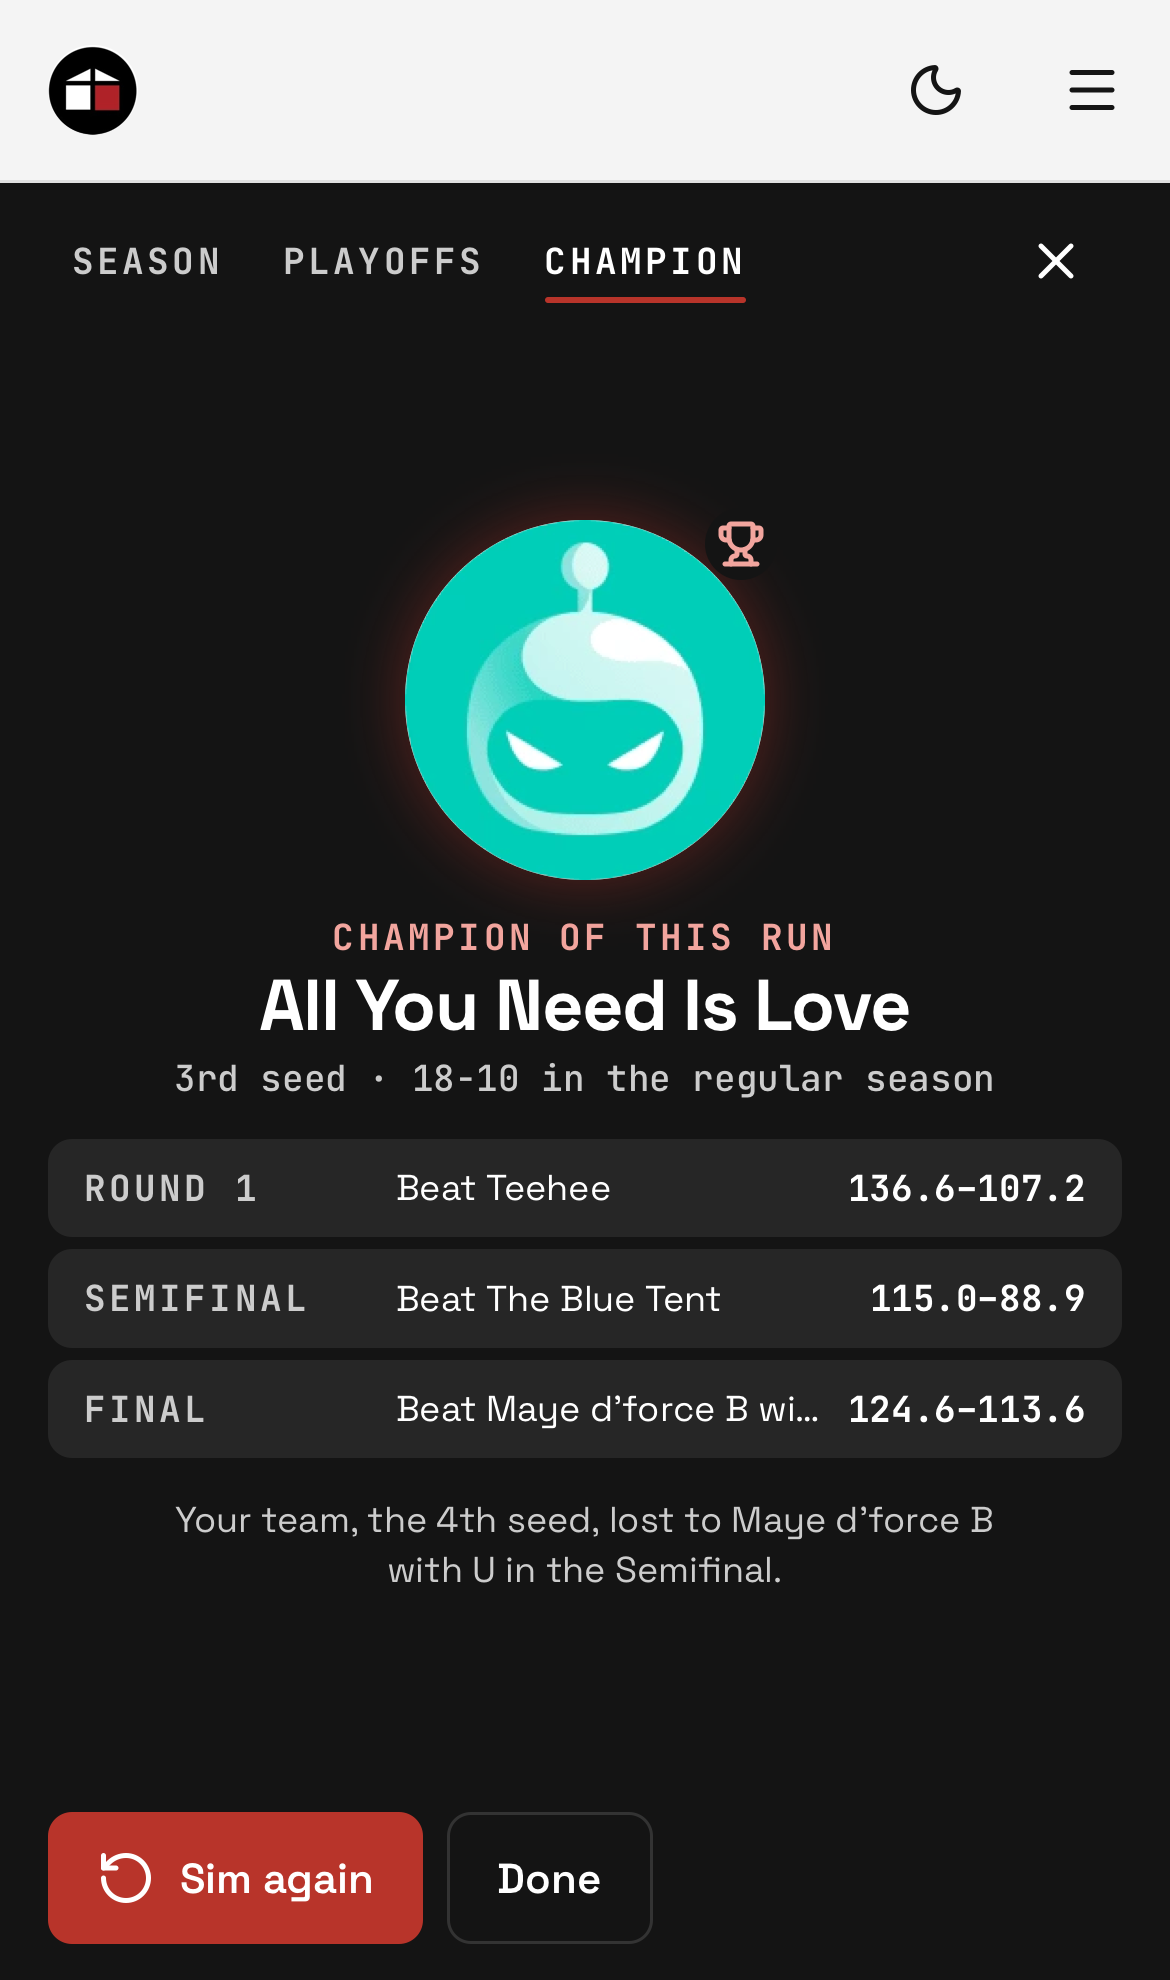 SEASON PLAYOFFS CHAMPION
CHAMPION OF THIS RUN
All You Need Is Love
3rd seed · 18-10 in the regular season
ROUND 1 Beat Teehee 136.6–107.2
SEMIFINAL Beat The Blue Tent 115.0–88.9
FINAL Beat Maye d’force B wi... 124.6–113.6
Your team, the 4th seed, lost to Maye d’force B
with U in the Semifinal.
Sim again Done